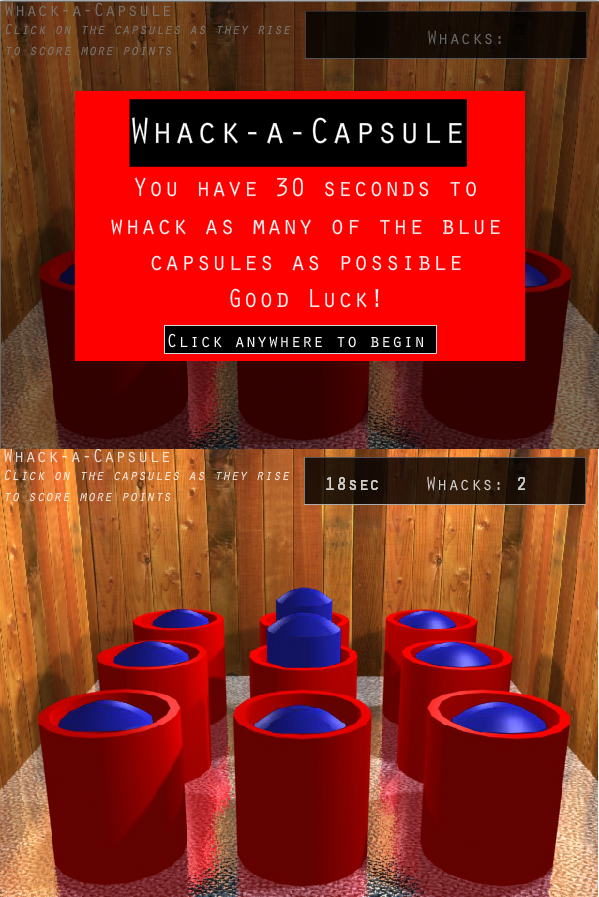 Whack-a-Capsule
Click on the capsules as they rise
to score more points
Whacks:
Whack-a-Capsule
You have 30 seconds to
whack as many of the blue
capsules as possible
Good Luck!
Click anywhere to begin
Whack-a-Capsule
Click on the capsules as they rise
to score more points
18sec Whacks: 2